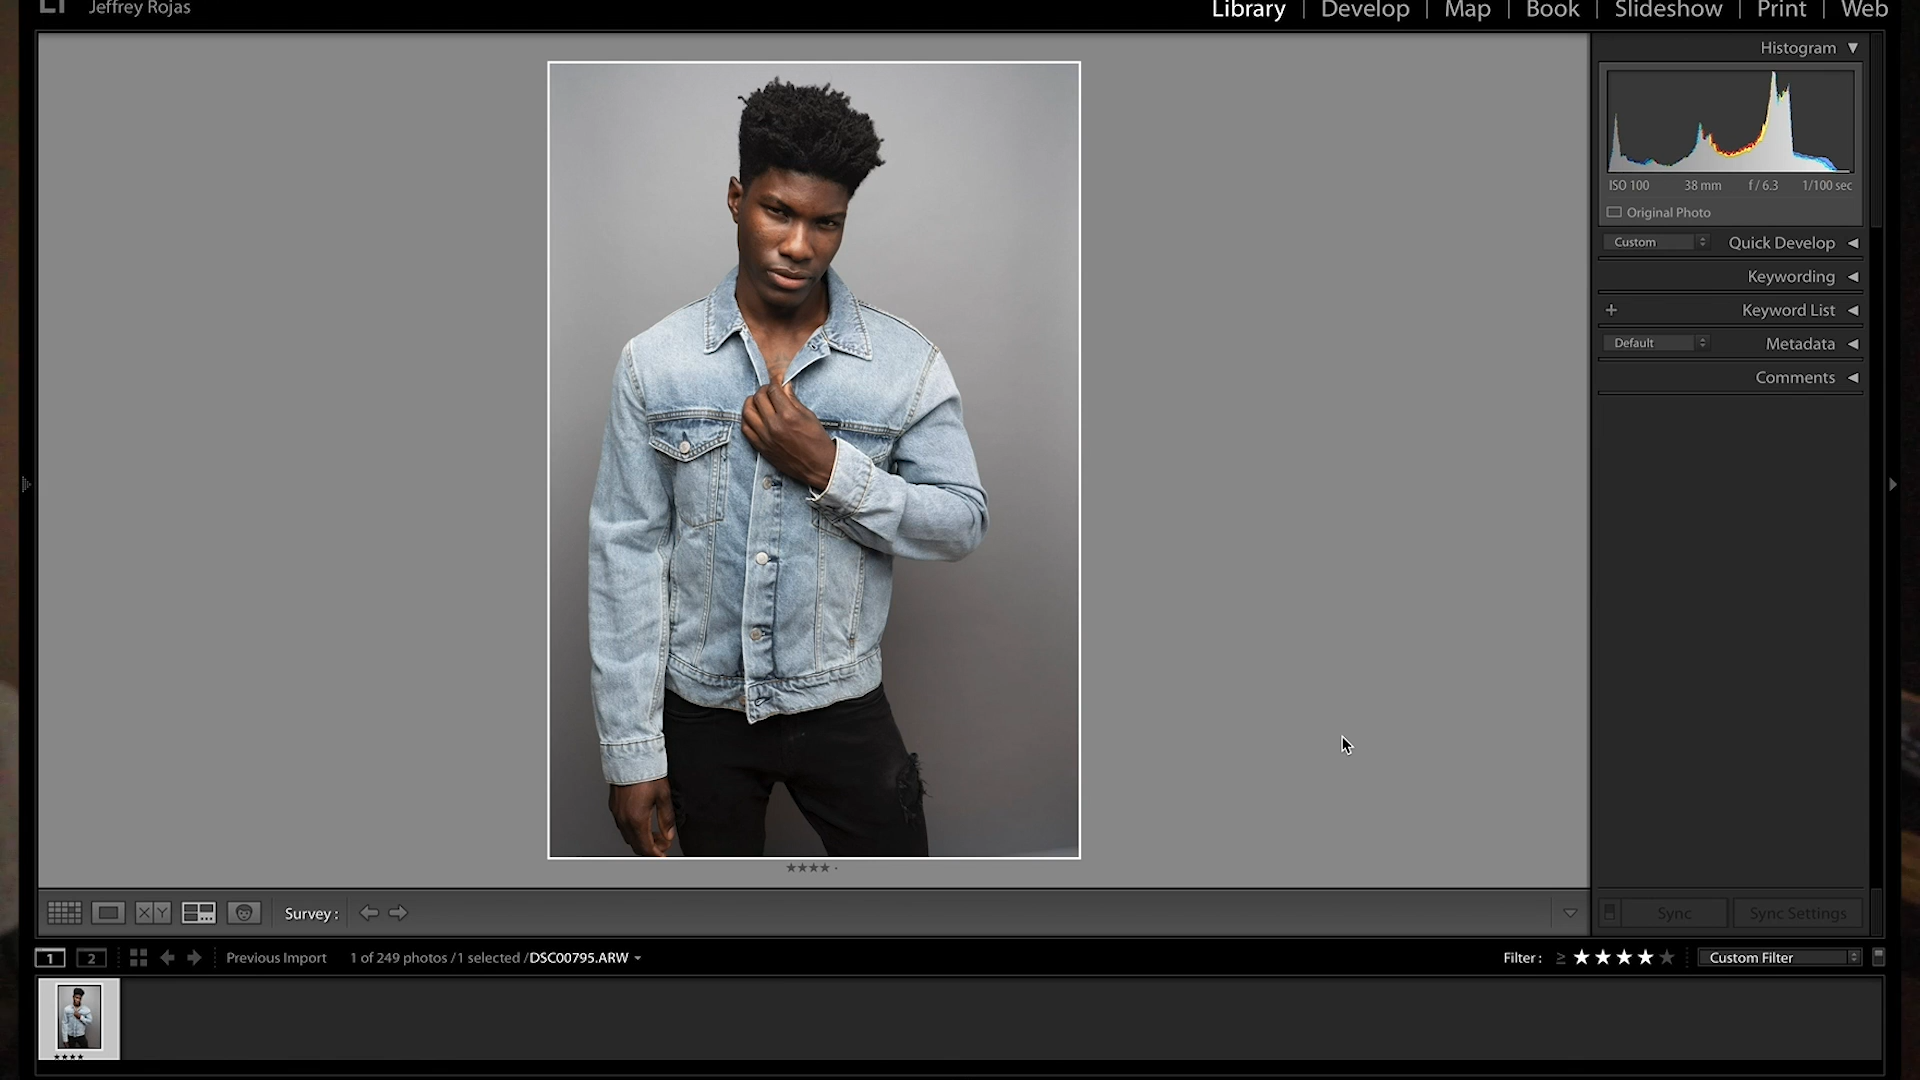 Jeffrey Rojas
Library | Develop | Map | Book | Slideshow | Print | Web
Histogram
ISO 100 38 mm f / 6.3 1/100 sec
Original Photo
Custom Quick Develop
Keywording
+ Keyword List
Default Metadata
Comments
XY Survey :
Sync Sync Settings
1 2 Previous Import 1 of 249 photos /1 selected /DSC00795.ARW Filter : ≥ ★★★★★ Custom Filter